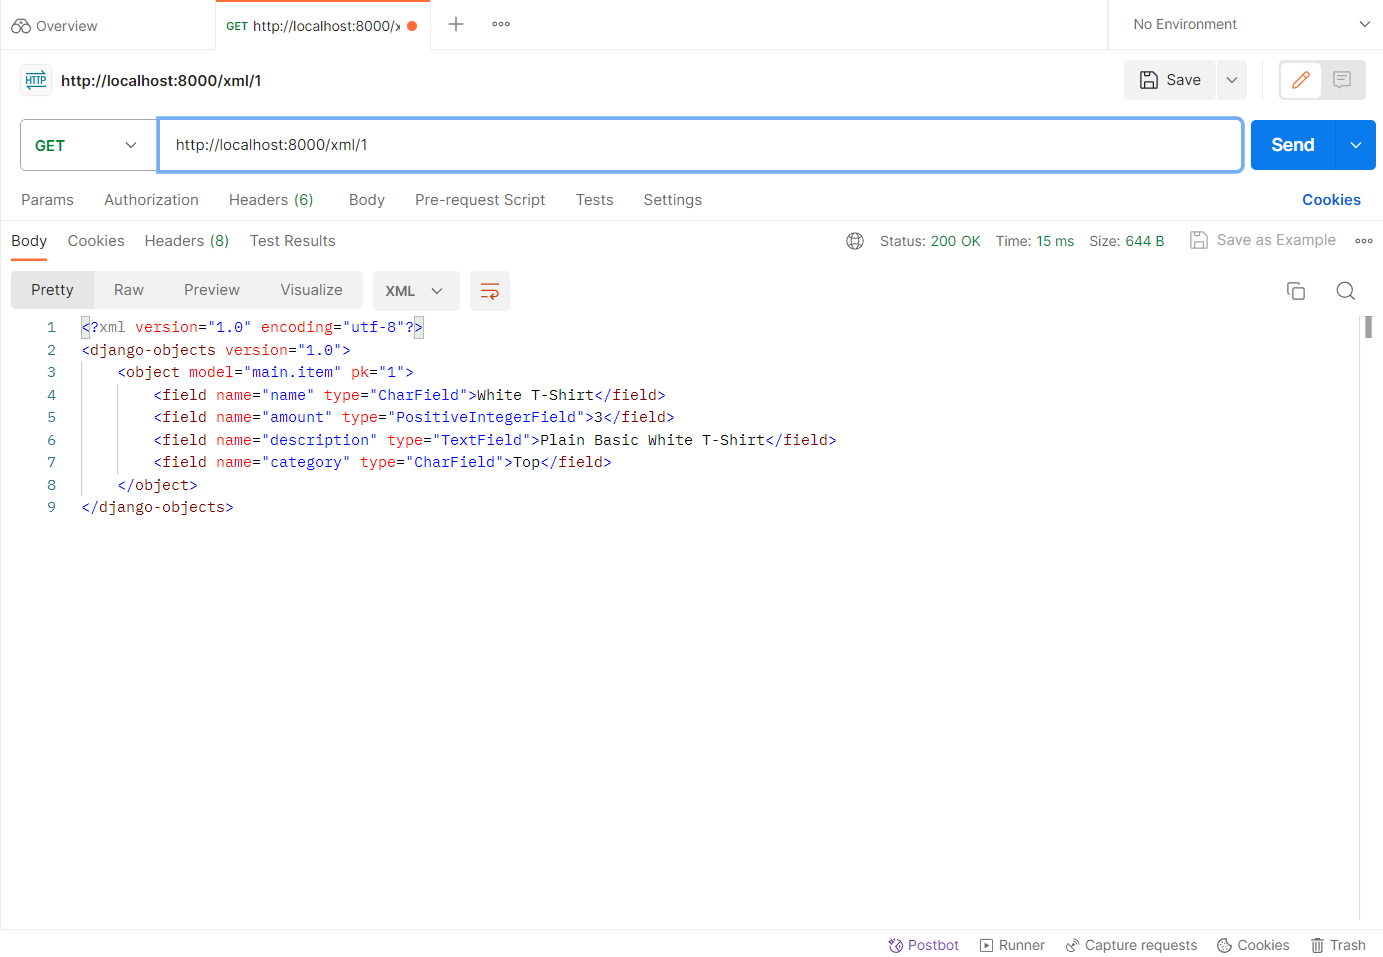 Overview
GET http://localhost:8000/x
No Environment
HTTP http://localhost:8000/xml/1
Save
GET http://localhost:8000/xml/1 Send
Params Authorization Headers (6) Body Pre-request Script Tests Settings Cookies
Body Cookies Headers (8) Test Results Status: 200 OK Time: 15 ms Size: 644 B Save as Example
Pretty Raw Preview Visualize XML
1 <?xml version="1.0" encoding="utf-8"?>
2 <django-objects version="1.0">
3 <object model="main.item" pk="1">
4 <field name="name" type="CharField">White T-Shirt</field>
5 <field name="amount" type="PositiveIntegerField">3</field>
6 <field name="description" type="TextField">Plain Basic White T-Shirt</field>
7 <field name="category" type="CharField">Top</field>
8 </object>
9 </django-objects>
Postbot Runner Capture requests Cookies Trash